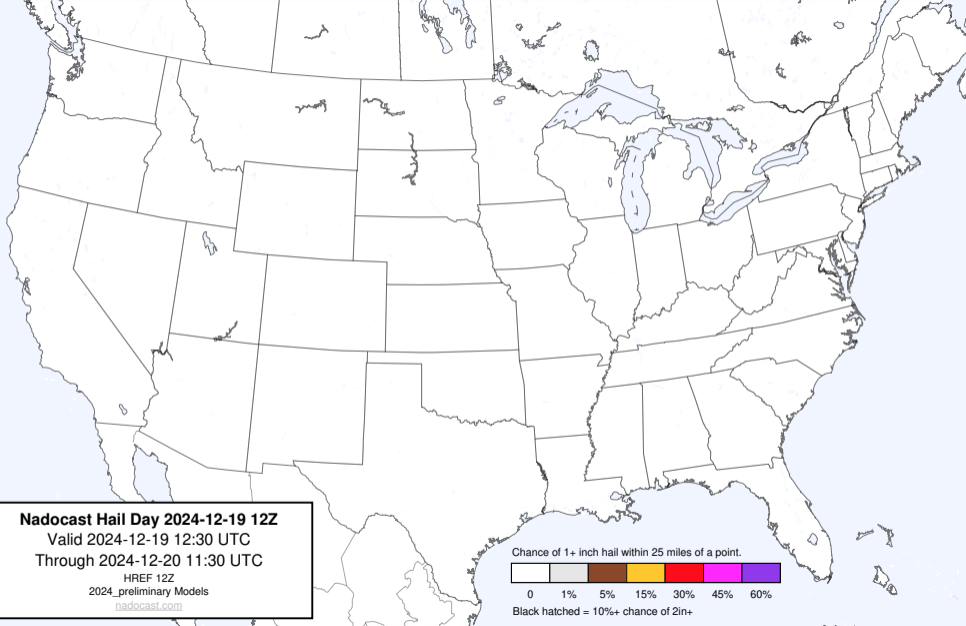 Nadocast Hail Day 2024-12-19 12Z
Valid 2024-12-19 12:30 UTC
Through 2024-12-20 11:30 UTC
HREF 12Z
2024_preliminary Models
nadocast.com
Chance of 1+ inch hail within 25 miles of a point.
0 1% 5% 15% 30% 45% 60%
Black hatched = 10%+ chance of 2in+